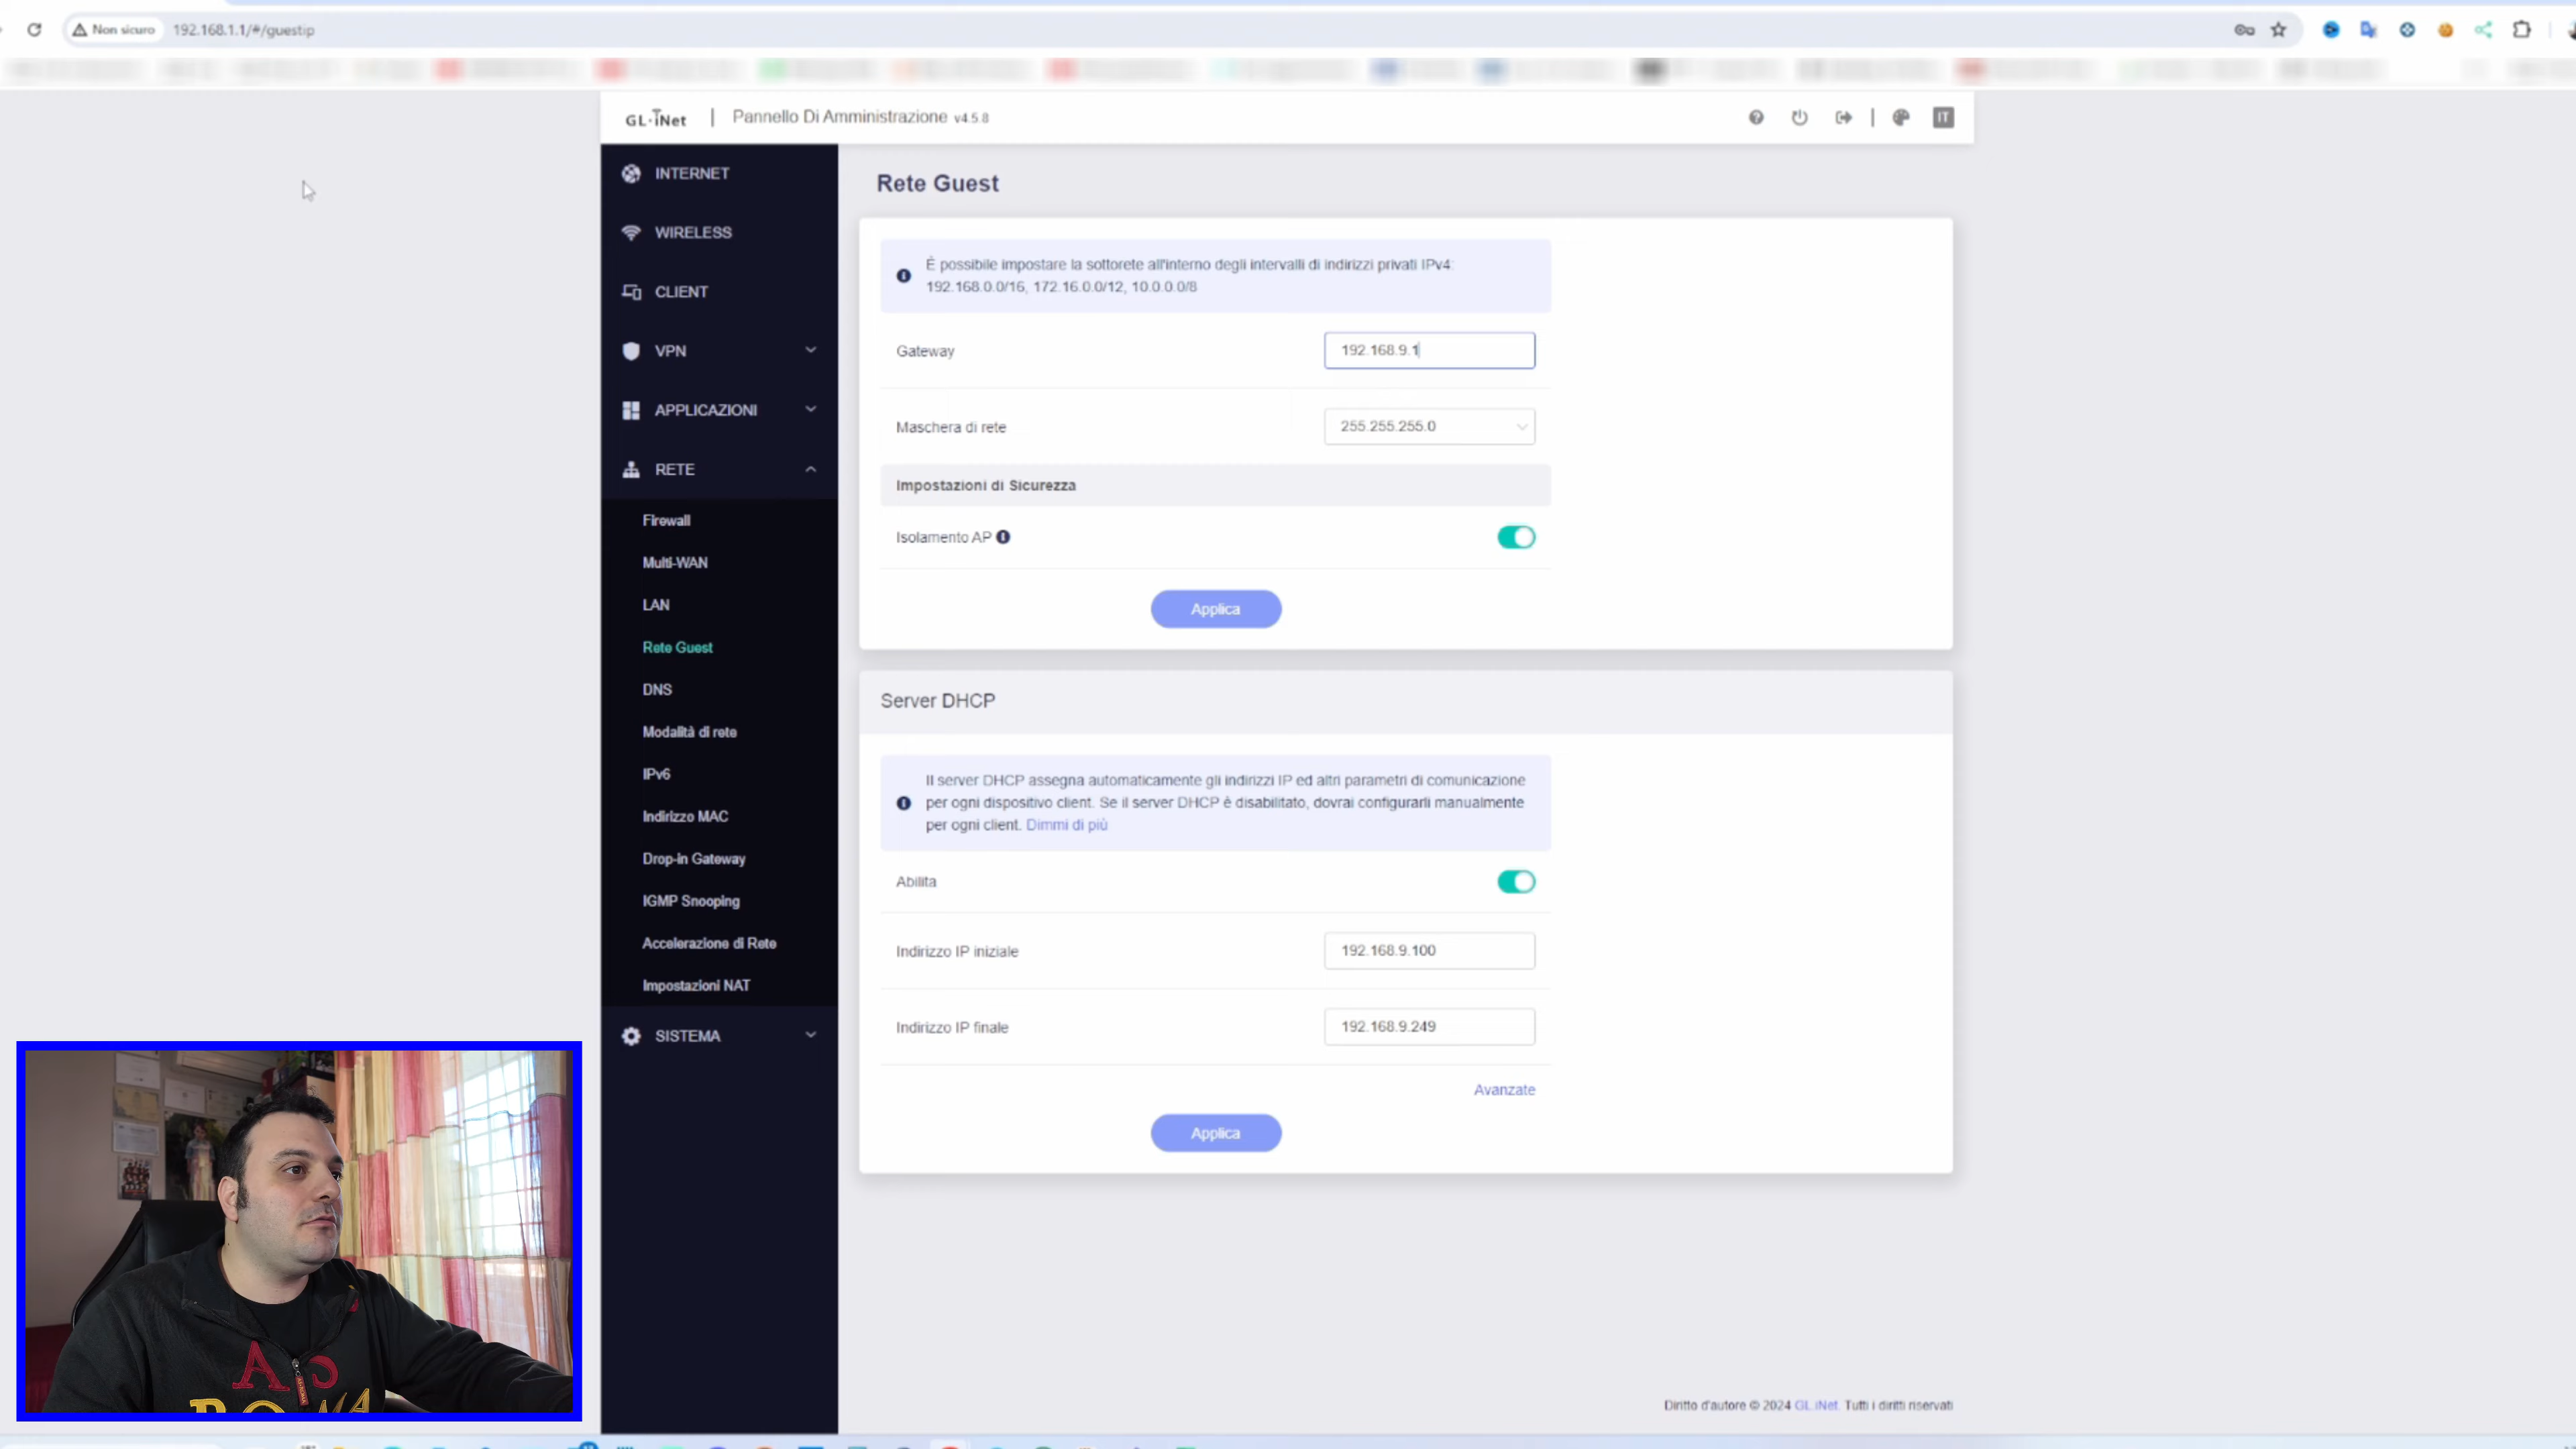 Non sicuro 192.168.1.1/#/guestip
GL·iNet | Pannello Di Amministrazione v4.5.8
IT
INTERNET
WIRELESS
CLIENT
VPN
APPLICAZIONI
RETE
Firewall
Multi-WAN
LAN
Rete Guest
DNS
Modalità di rete
IPv6
Indirizzo MAC
Drop-in Gateway
IGMP Snooping
Accelerazione di Rete
Impostazioni NAT
SISTEMA
Rete Guest
È possibile impostare la sottorete all'interno degli intervalli di indirizzi privati IPv4:
192.168.0.0/16, 172.16.0.0/12, 10.0.0.0/8
Gateway 192.168.9.1
Maschera di rete 255.255.255.0
Impostazioni di Sicurezza
Isolamento AP
Applica
Server DHCP
Il server DHCP assegna automaticamente gli indirizzi IP ed altri parametri di comunicazione
per ogni dispositivo client. Se il server DHCP è disabilitato, dovrai configurarli manualmente
per ogni client. Dimmi di più
Abilita
Indirizzo IP iniziale 192.168.9.100
Indirizzo IP finale 192.168.9.249
Avanzate
Applica
Diritto d'autore © 2024 GL.iNet. Tutti i diritti riservati
AS
ROMA